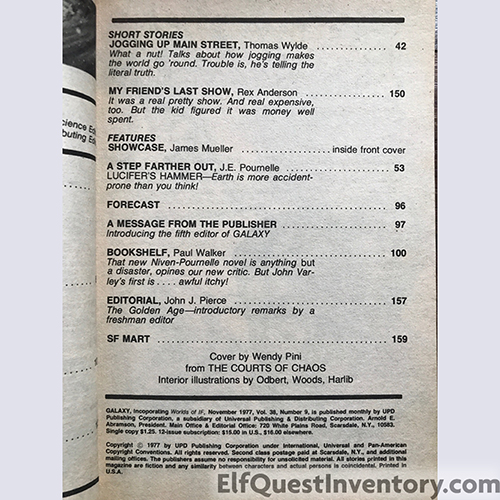 SHORT STORIES
JOGGING UP MAIN STREET, Thomas Wylde .............. 42
What a nut! Talks about how jogging makes
the world go 'round. Trouble is, he's telling the
literal truth.
MY FRIEND'S LAST SHOW, Rex Anderson .............. 150
It was a real pretty show. And real expensive,
too. But the kid figured it was money well
spent.
FEATURES
SHOWCASE, James Mueller .............. inside front cover
A STEP FARTHER OUT, J.E. Pournelle .............. 53
LUCIFER'S HAMMER—Earth is more accident-
prone than you think!
FORECAST .............. 96
A MESSAGE FROM THE PUBLISHER .............. 97
Introducing the fifth editor of GALAXY
BOOKSHELF, Paul Walker .............. 100
That new Niven-Pournelle novel is anything but
a disaster, opines our new critic. But John Var-
ley's first is . . . . awful itchy!
EDITORIAL, John J. Pierce .............. 157
The Golden Age—introductory remarks by a
freshman editor
SF MART .............. 159
Cover by Wendy Pini
from THE COURTS OF CHAOS
Interior illustrations by Odbert, Woods, Harlib
GALAXY, Incoporating Worlds of IF, November 1977, Vol. 38, Number 9, is published monthly by UPD
Publishing Corporation, a subsidiary of Universal Publishing & Distributing Corporation. Arnold E.
Abramson, President. Main Office & Editorial Office: 720 White Plains Road, Scarsdale, N.Y., 10583.
Single copy $1.25. 12-issue subscription: $15.00 in U.S., $16.00 elsewhere.
Copyright © 1977 by UPD Publishing Corporation under International, Universal and Pan-American
Copyright Conventions. All rights reserved. Second class postage paid at Scarsdale, N.Y., and additional
mailing offices. The publishers assume no responsibility for unsolicited material. All stories printed in this
magazine are fiction and any similarity between characters and actual persons is coincidental. Printed in
U.S.A.
ElfQuestInventory.com